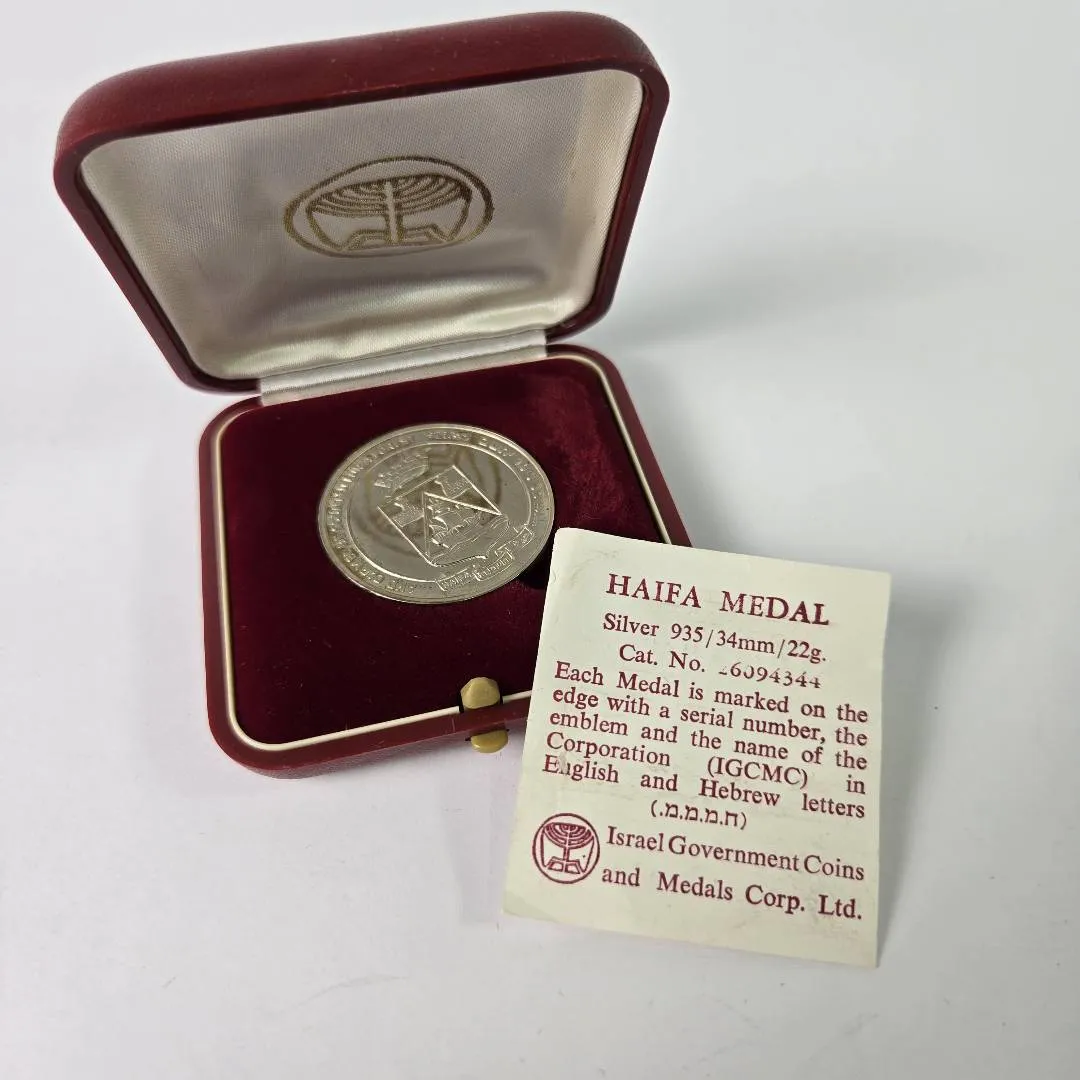 HAIFA MEDAL
Silver 935/34mm/22g.
Cat. No. 26094344
Each Medal is marked on the
edge with a serial number, the
emblem and the name of the
Corporation (IGCMC) in
English and Hebrew letters
(ח.מ.מ.מ.)
Israel Government Coins
and Medals Corp. Ltd.